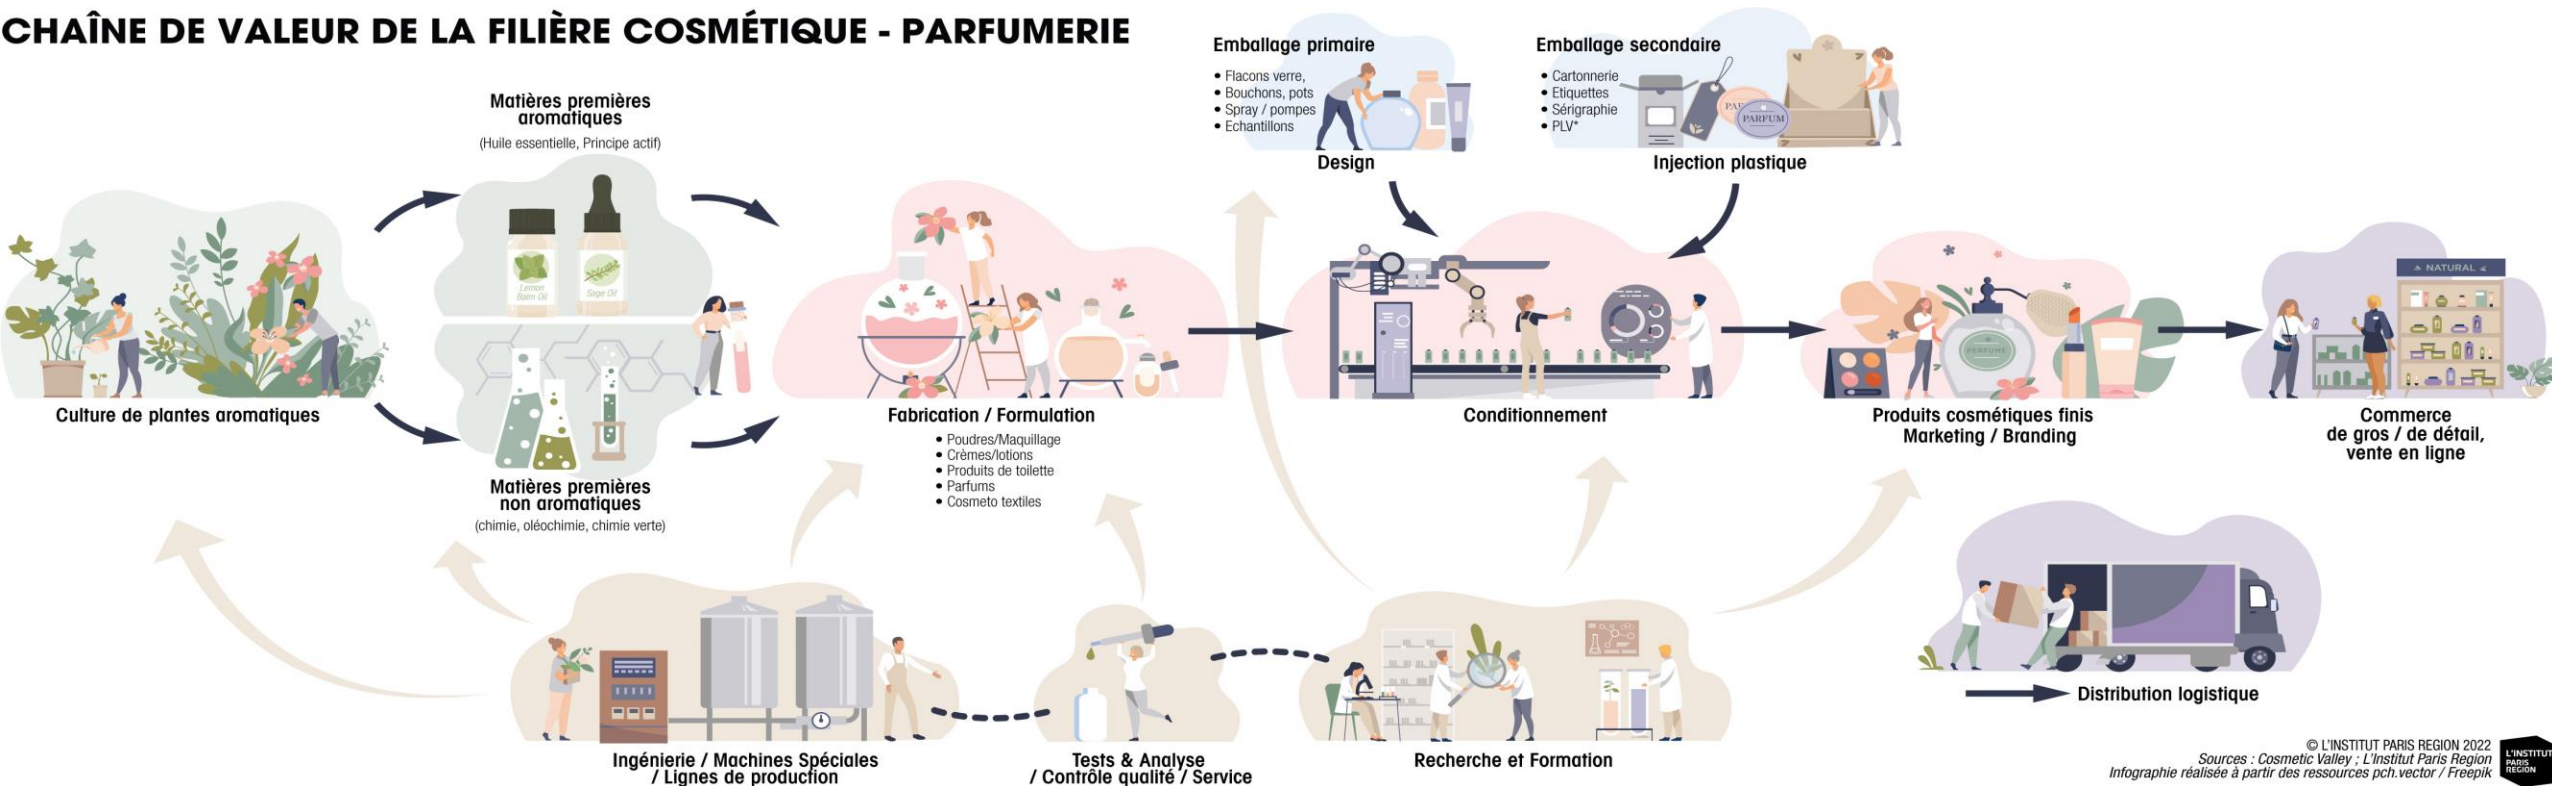 CHAÎNE DE VALEUR DE LA FILIÈRE COSMÉTIQUE - PARFUMERIE
Culture de plantes aromatiques
Matières premières
aromatiques
(Huile essentielle, Principe actif)
Lemon
Balm Oil
Sage Oil
Matières premières
non aromatiques
(chimie, oléochimie, chimie verte)
Fabrication / Formulation
• Poudres/Maquillage
• Crèmes/lotions
• Produits de toilette
• Parfums
• Cosmeto textiles
Emballage primaire
• Flacons verre,
• Bouchons, pots
• Spray / pompes
• Echantillons
Design
Emballage secondaire
• Cartonnerie
• Etiquettes
• Sérigraphie
• PLV*
PAF
PARFUM
Injection plastique
Conditionnement
PERFUME
Produits cosmétiques finis
Marketing / Branding
NATURAL
Commerce
de gros / de détail,
vente en ligne
Ingénierie / Machines Spéciales
/ Lignes de production
Tests & Analyse
/ Contrôle qualité / Service
Recherche et Formation
Distribution logistique
© L'INSTITUT PARIS REGION 2022
Sources : Cosmetic Valley ; L'Institut Paris Region
Infographie réalisée à partir des ressources pch.vector / Freepik
L'INSTITUT
PARIS
REGION